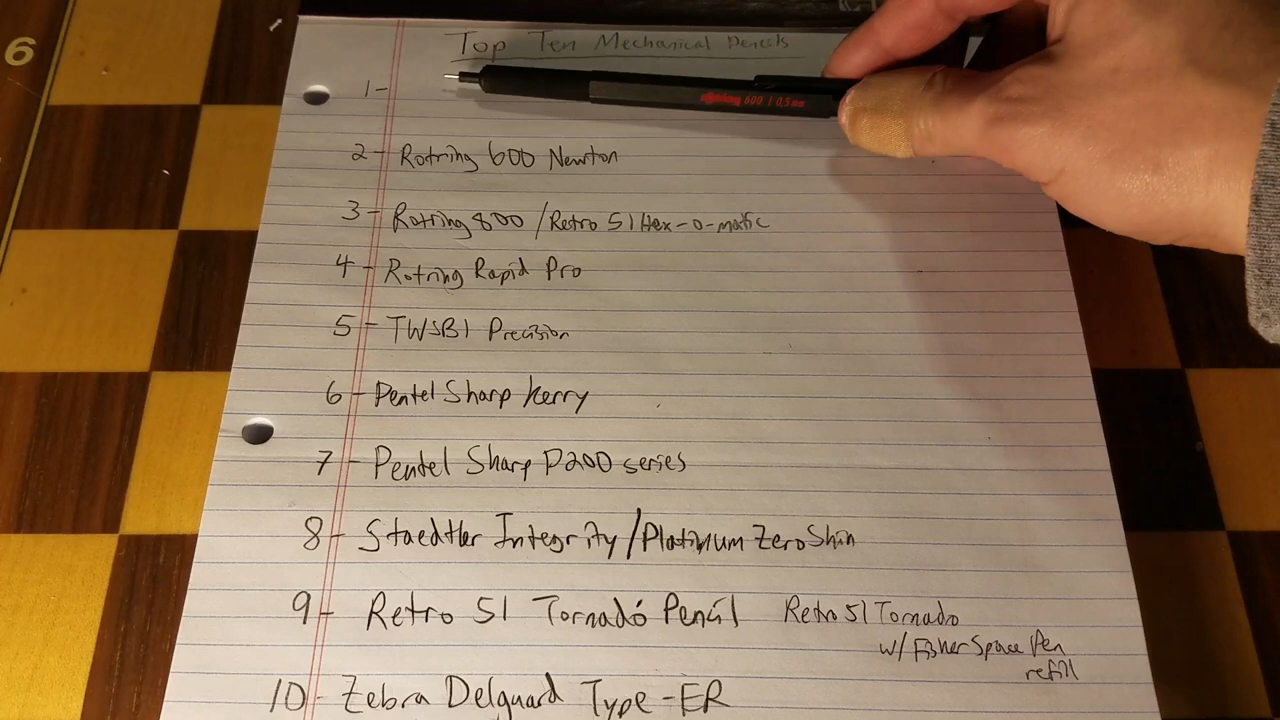 6
Top Ten Mechanical Pencils
1-
rotring 600 | 0,5 mm
2 - Rotring 600 Newton
3 - Rotring 800 / Retro 51 Hex-o-matic
4 - Rotring Rapid Pro
5 - TWSBI Precision
6 - Pentel Sharp Kerry
7 - Pentel Sharp P200 series
8 - Staedtler Integrity / Platinum Zero Shin
9 - Retro 51 Tornado Pencil Retro 51 Tornado
w/ Fisher Space Pen
refill
10 - Zebra Delguard Type-ER